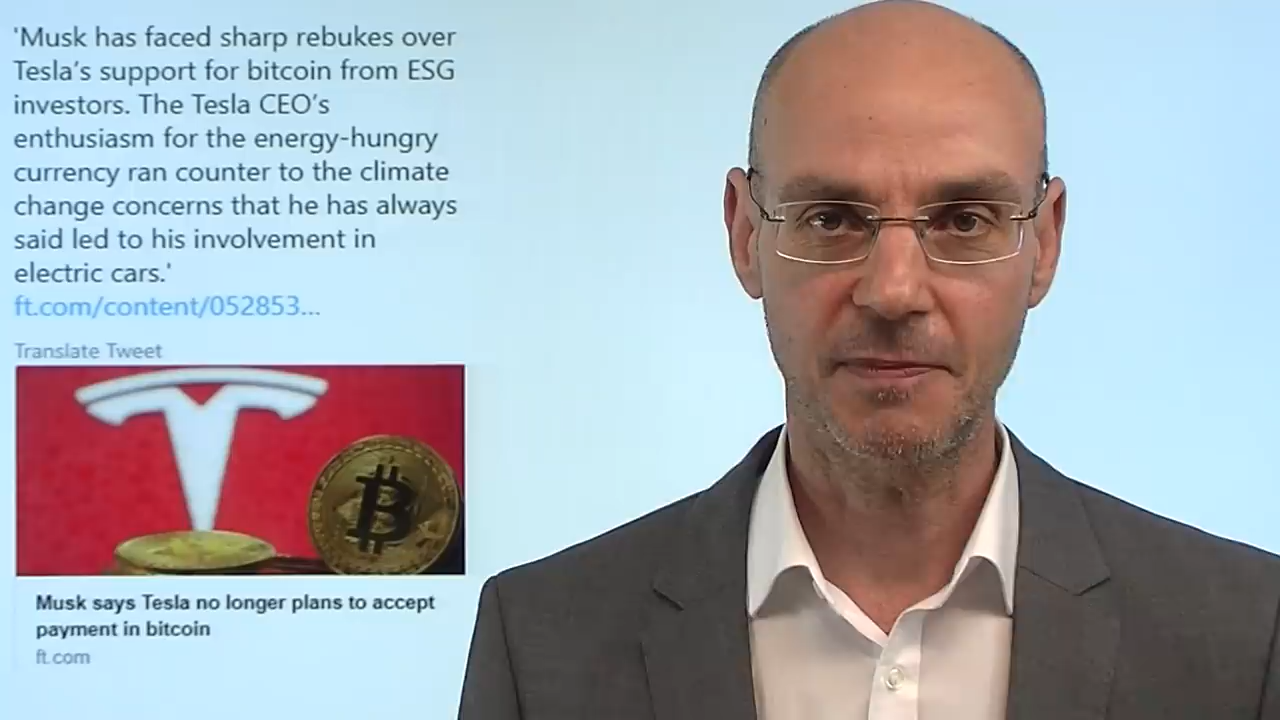 'Musk has faced sharp rebukes over
Tesla's support for bitcoin from ESG
investors. The Tesla CEO's
enthusiasm for the energy-hungry
currency ran counter to the climate
change concerns that he has always
said led to his involvement in
electric cars.'
ft.com/content/052853...
Translate Tweet
Musk says Tesla no longer plans to accept
payment in bitcoin
ft.com